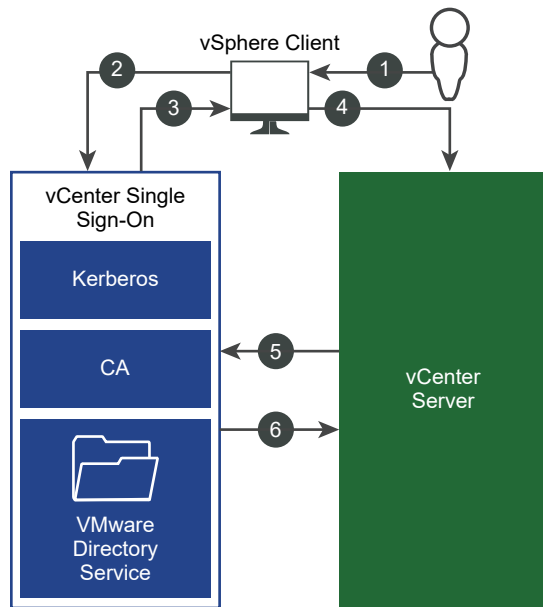 vSphere Client
2
1
3
4
vCenter Single
Sign-On
Kerberos
CA
5
vCenter
Server
6
VMware
Directory
Service